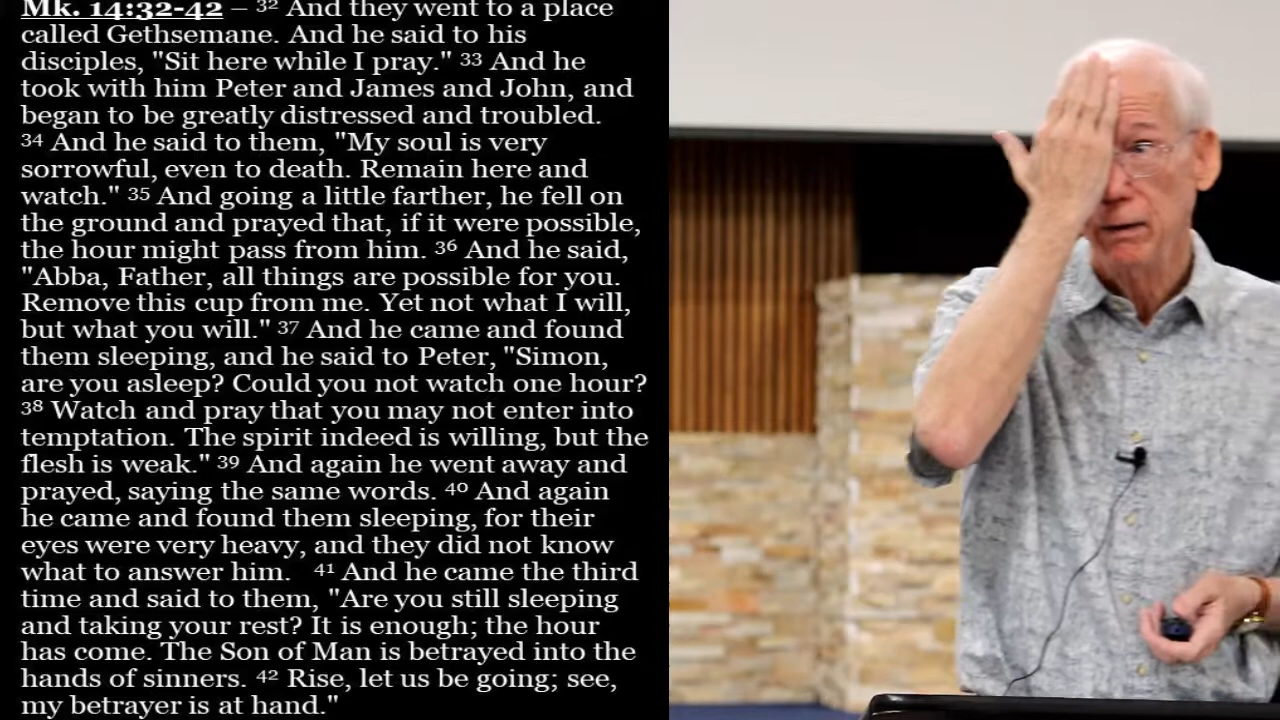 Mk. 14:32-42 – ³² And they went to a place
called Gethsemane. And he said to his
disciples, "Sit here while I pray." ³³ And he
took with him Peter and James and John, and
began to be greatly distressed and troubled.
³⁴ And he said to them, "My soul is very
sorrowful, even to death. Remain here and
watch." ³⁵ And going a little farther, he fell on
the ground and prayed that, if it were possible,
the hour might pass from him. ³⁶ And he said,
"Abba, Father, all things are possible for you.
Remove this cup from me. Yet not what I will,
but what you will." ³⁷ And he came and found
them sleeping, and he said to Peter, "Simon,
are you asleep? Could you not watch one hour?
³⁸ Watch and pray that you may not enter into
temptation. The spirit indeed is willing, but the
flesh is weak." ³⁹ And again he went away and
prayed, saying the same words. ⁴⁰ And again
he came and found them sleeping, for their
eyes were very heavy, and they did not know
what to answer him. ⁴¹ And he came the third
time and said to them, "Are you still sleeping
and taking your rest? It is enough; the hour
has come. The Son of Man is betrayed into the
hands of sinners. ⁴² Rise, let us be going; see,
my betrayer is at hand."